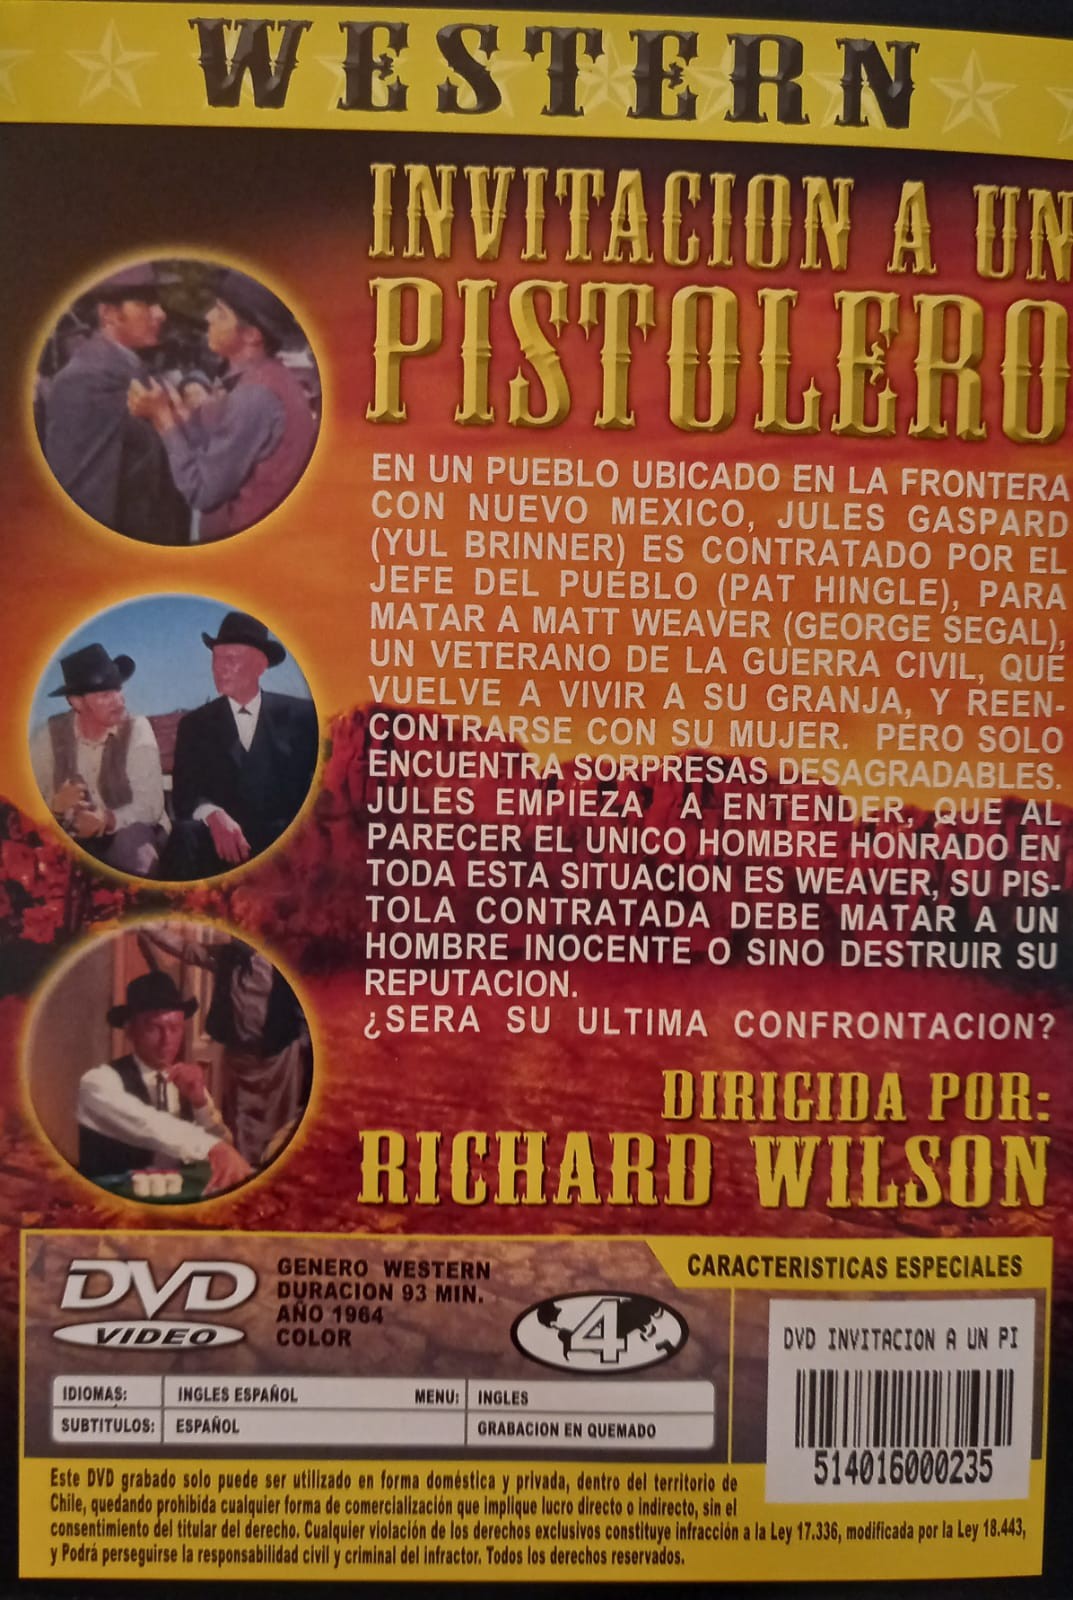 WESTERN
INVITACION A UN
PISTOLERO
EN UN PUEBLO UBICADO EN LA FRONTERA
CON NUEVO MEXICO, JULES GASPARD
(YUL BRINNER) ES CONTRATADO POR EL
JEFE DEL PUEBLO (PAT HINGLE), PARA
MATAR A MATT WEAVER (GEORGE SEGAL),
UN VETERANO DE LA GUERRA CIVIL, QUE
VUELVE A VIVIR A SU GRANJA, Y REEN-
CONTRARSE CON SU MUJER. PERO SOLO
ENCUENTRA SORPRESAS DESAGRADABLES.
JULES EMPIEZA A ENTENDER, QUE AL
PARECER EL UNICO HOMBRE HONRADO EN
TODA ESTA SITUACION ES WEAVER, SU PIS-
TOLA CONTRATADA DEBE MATAR A UN
HOMBRE INOCENTE O SINO DESTRUIR SU
REPUTACION.
¿SERA SU ULTIMA CONFRONTACION?
DIRIGIDA POR:
RICHARD WILSON
DVD
VIDEO
GENERO WESTERN
DURACION 93 MIN.
AÑO 1964
COLOR
4
CARACTERISTICAS ESPECIALES
DVD INVITACION A UN PI
514016000235
IDIOMAS: INGLES ESPAÑOL MENU: INGLES
SUBTITULOS: ESPAÑOL GRABACION EN QUEMADO
Este DVD grabado solo puede ser utilizado en forma doméstica y privada, dentro del territorio de
Chile, quedando prohibida cualquier forma de comercialización que implique lucro directo o indirecto, sin el
consentimiento del titular del derecho. Cualquier violación de los derechos exclusivos constituye infracción a la Ley 17.336, modificada por la Ley 18.443,
y Podrá perseguirse la responsabilidad civil y criminal del infractor. Todos los derechos reservados.